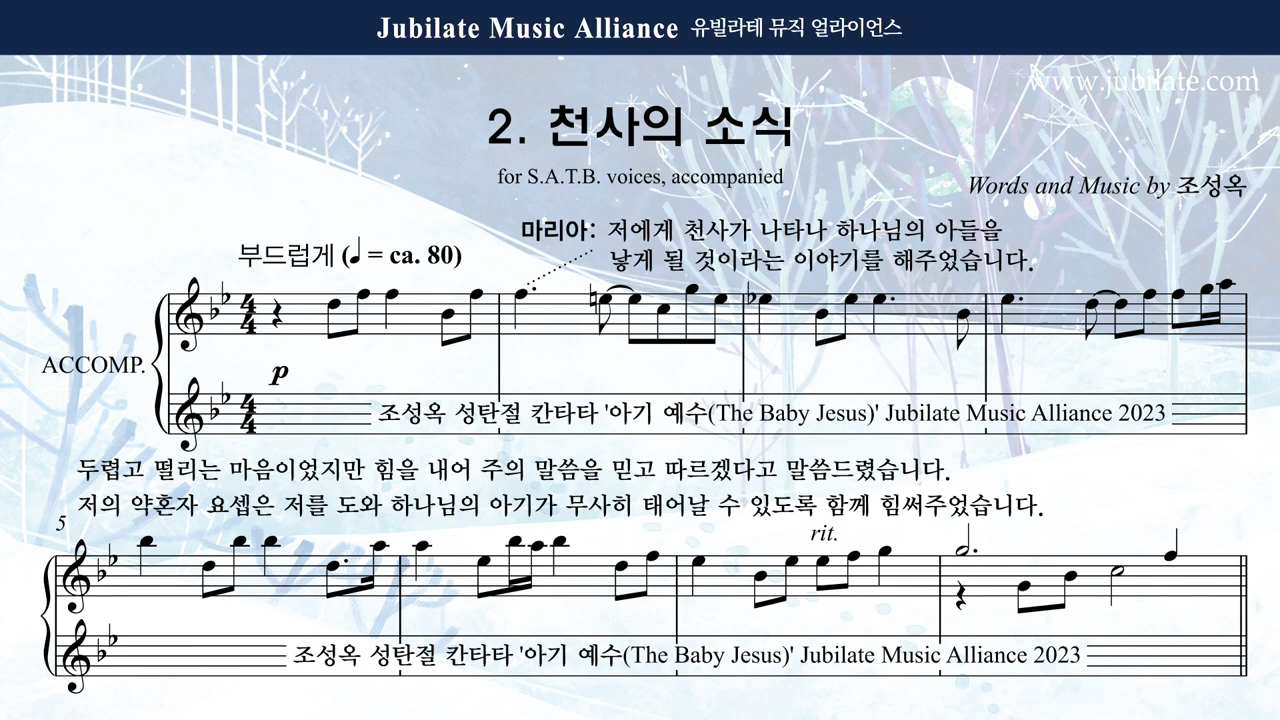 Jubilate Music Alliance 유빌라테 뮤직 얼라이언스
www.jubilate.com
2. 천사의 소식
for S.A.T.B. voices, accompanied
Words and Music by 조성옥
마리아: 저에게 천사가 나타나 하나님의 아들을
낳게 될 것이라는 이야기를 해주었습니다.
부드럽게 (♩ = ca. 80)
ACCOMP.
p
조성옥 성탄절 칸타타 '아기 예수(The Baby Jesus)' Jubilate Music Alliance 2023
두렵고 떨리는 마음이었지만 힘을 내어 주의 말씀을 믿고 따르겠다고 말씀드렸습니다.
저의 약혼자 요셉은 저를 도와 하나님의 아기가 무사히 태어날 수 있도록 함께 힘써주었습니다.
5
rit.
조성옥 성탄절 칸타타 '아기 예수(The Baby Jesus)' Jubilate Music Alliance 2023